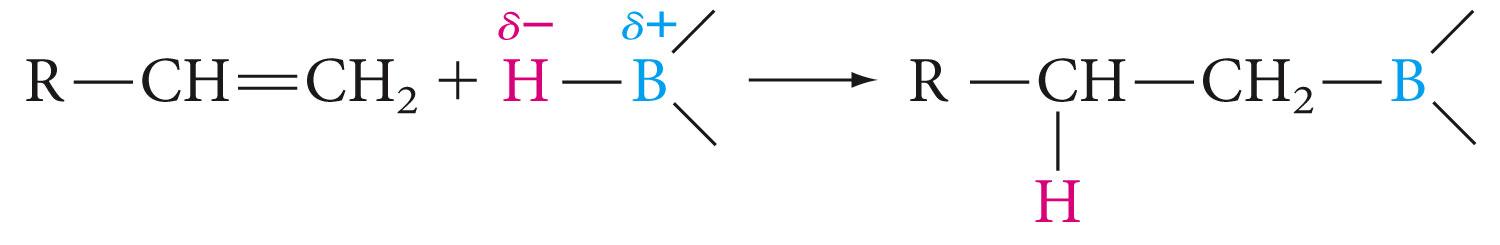 δ− δ+
R—CH=CH₂ + H—B ⟶ R—CH—CH₂—B
H